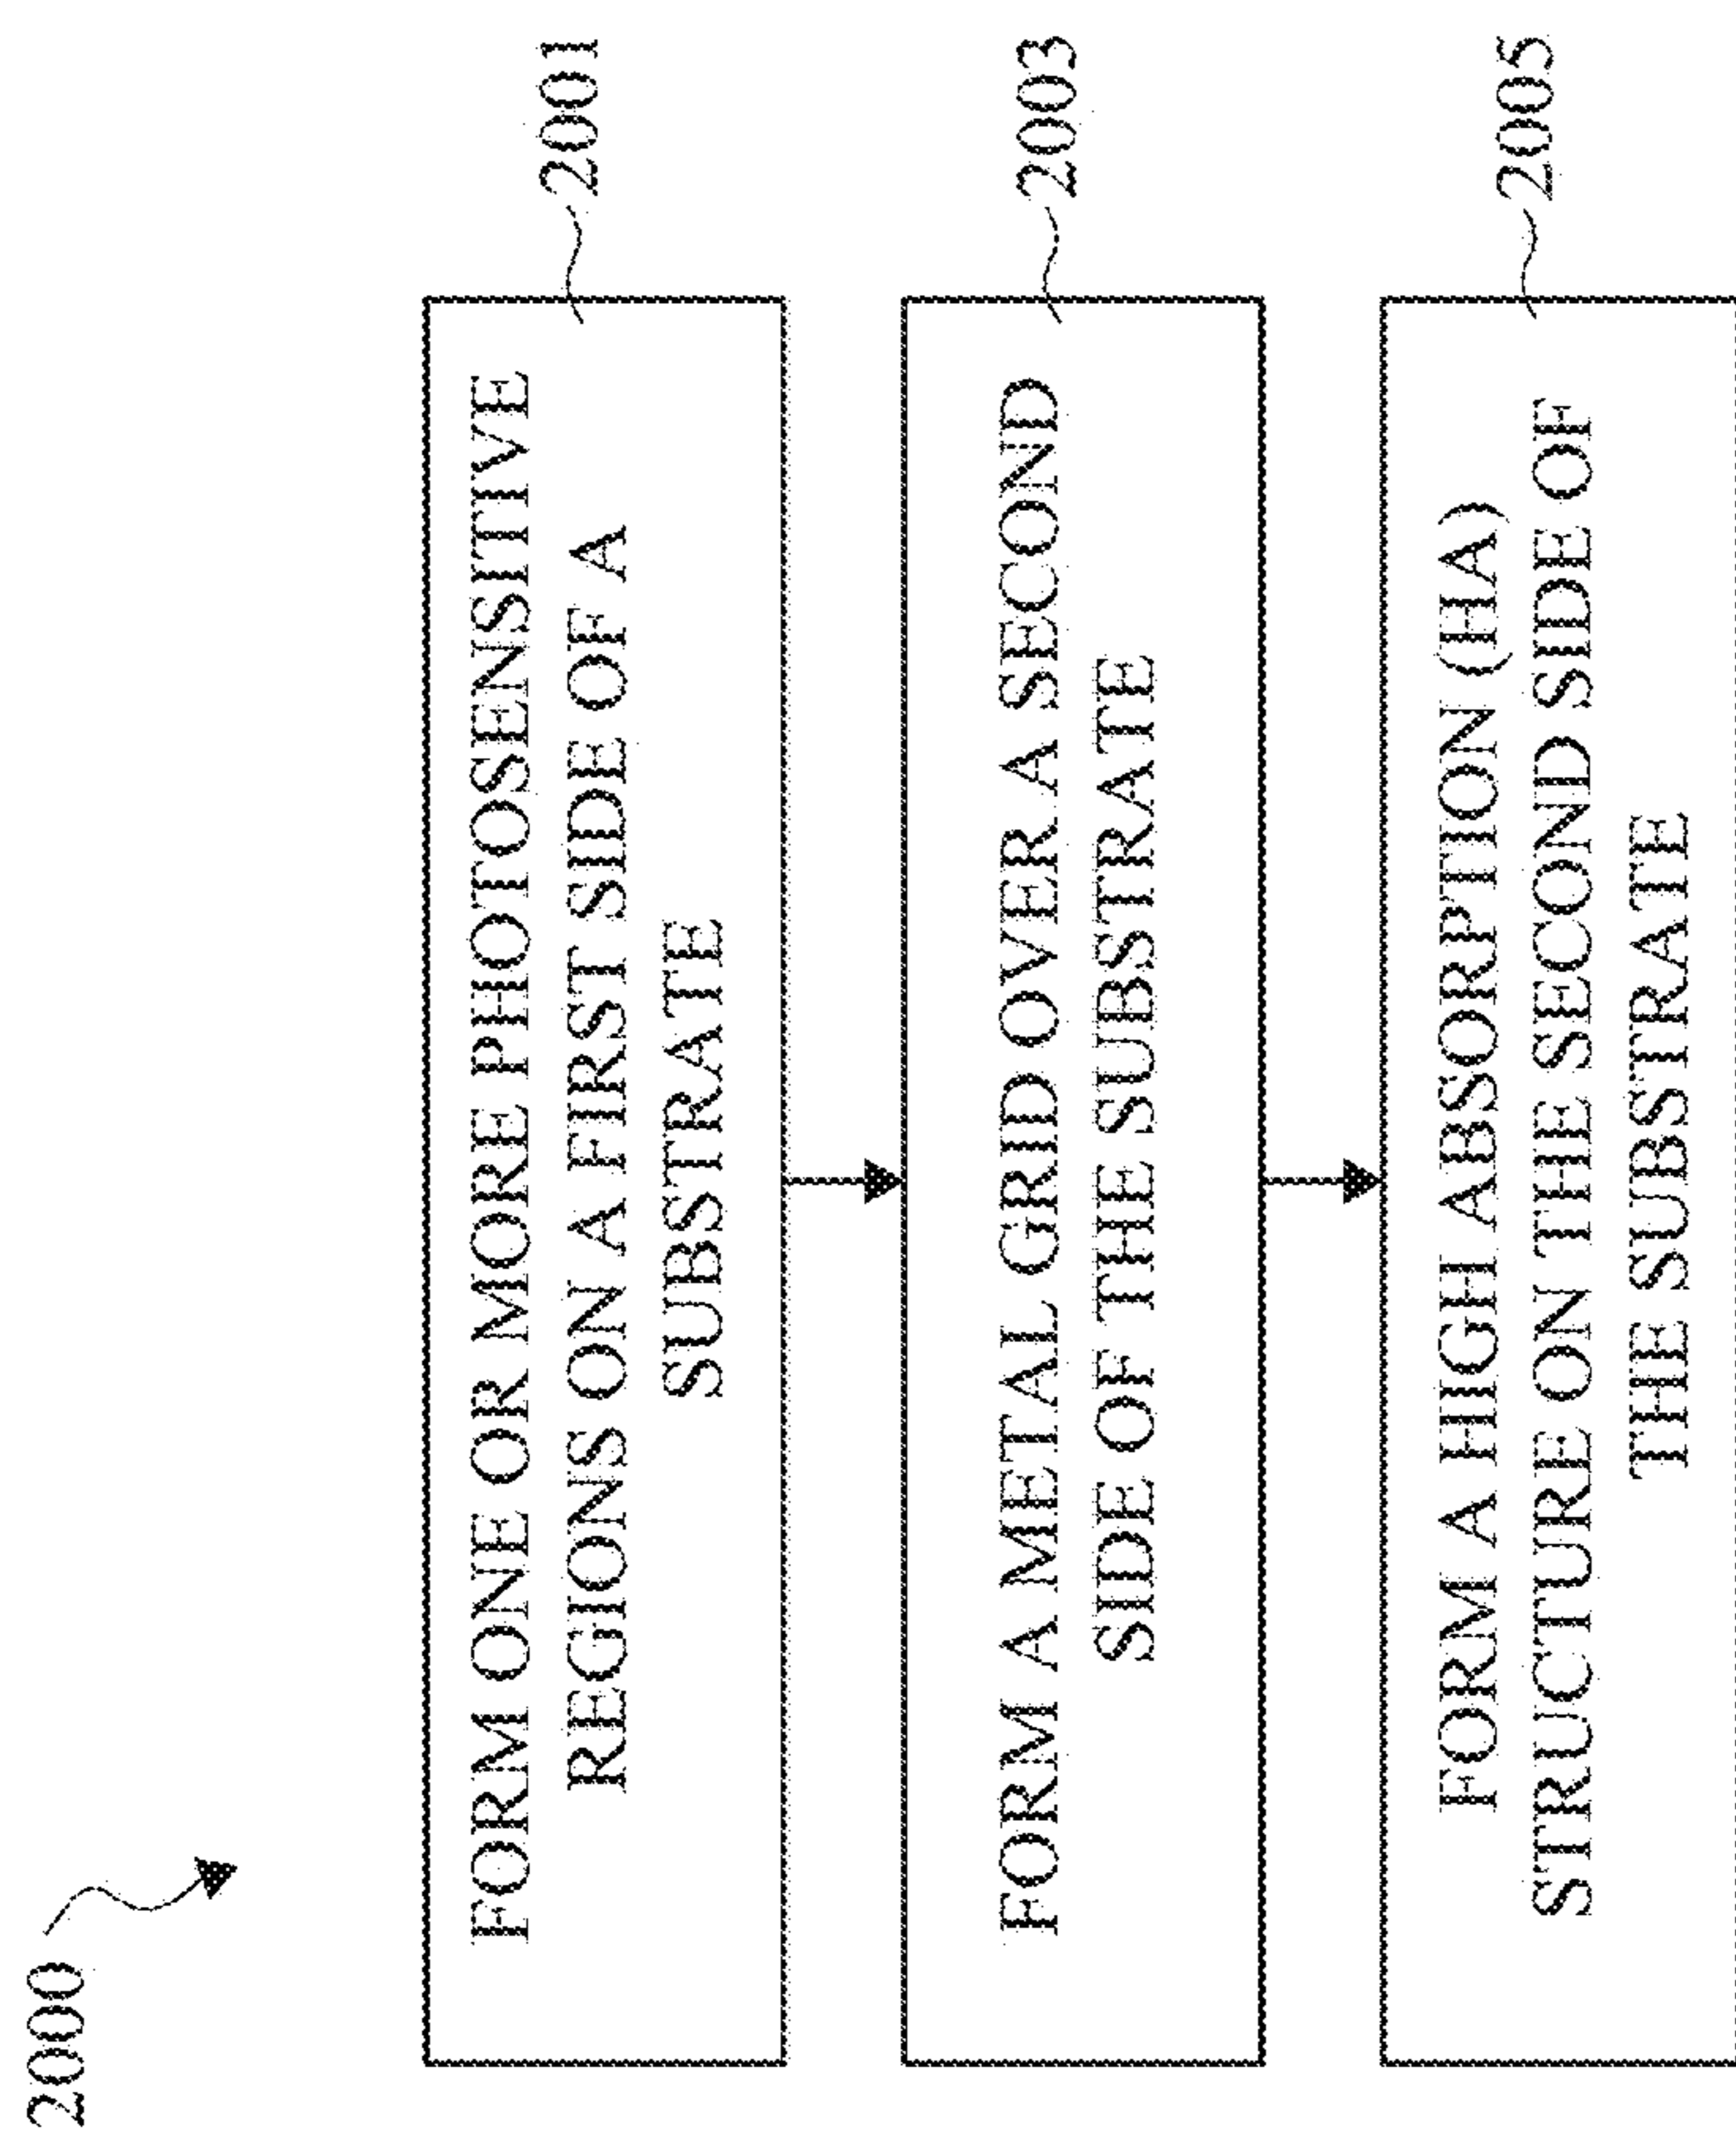 2000
FORM ONE OR MORE PHOTOSENSITIVE
REGIONS ON A FIRST SIDE OF A
SUBSTRATE
2001
FORM A METAL GRID OVER A SECOND
SIDE OF THE SUBSTRATE
2003
FORM A HIGH ABSORPTION (HA)
STRUCTURE ON THE SECOND SIDE OF
THE SUBSTRATE
2005